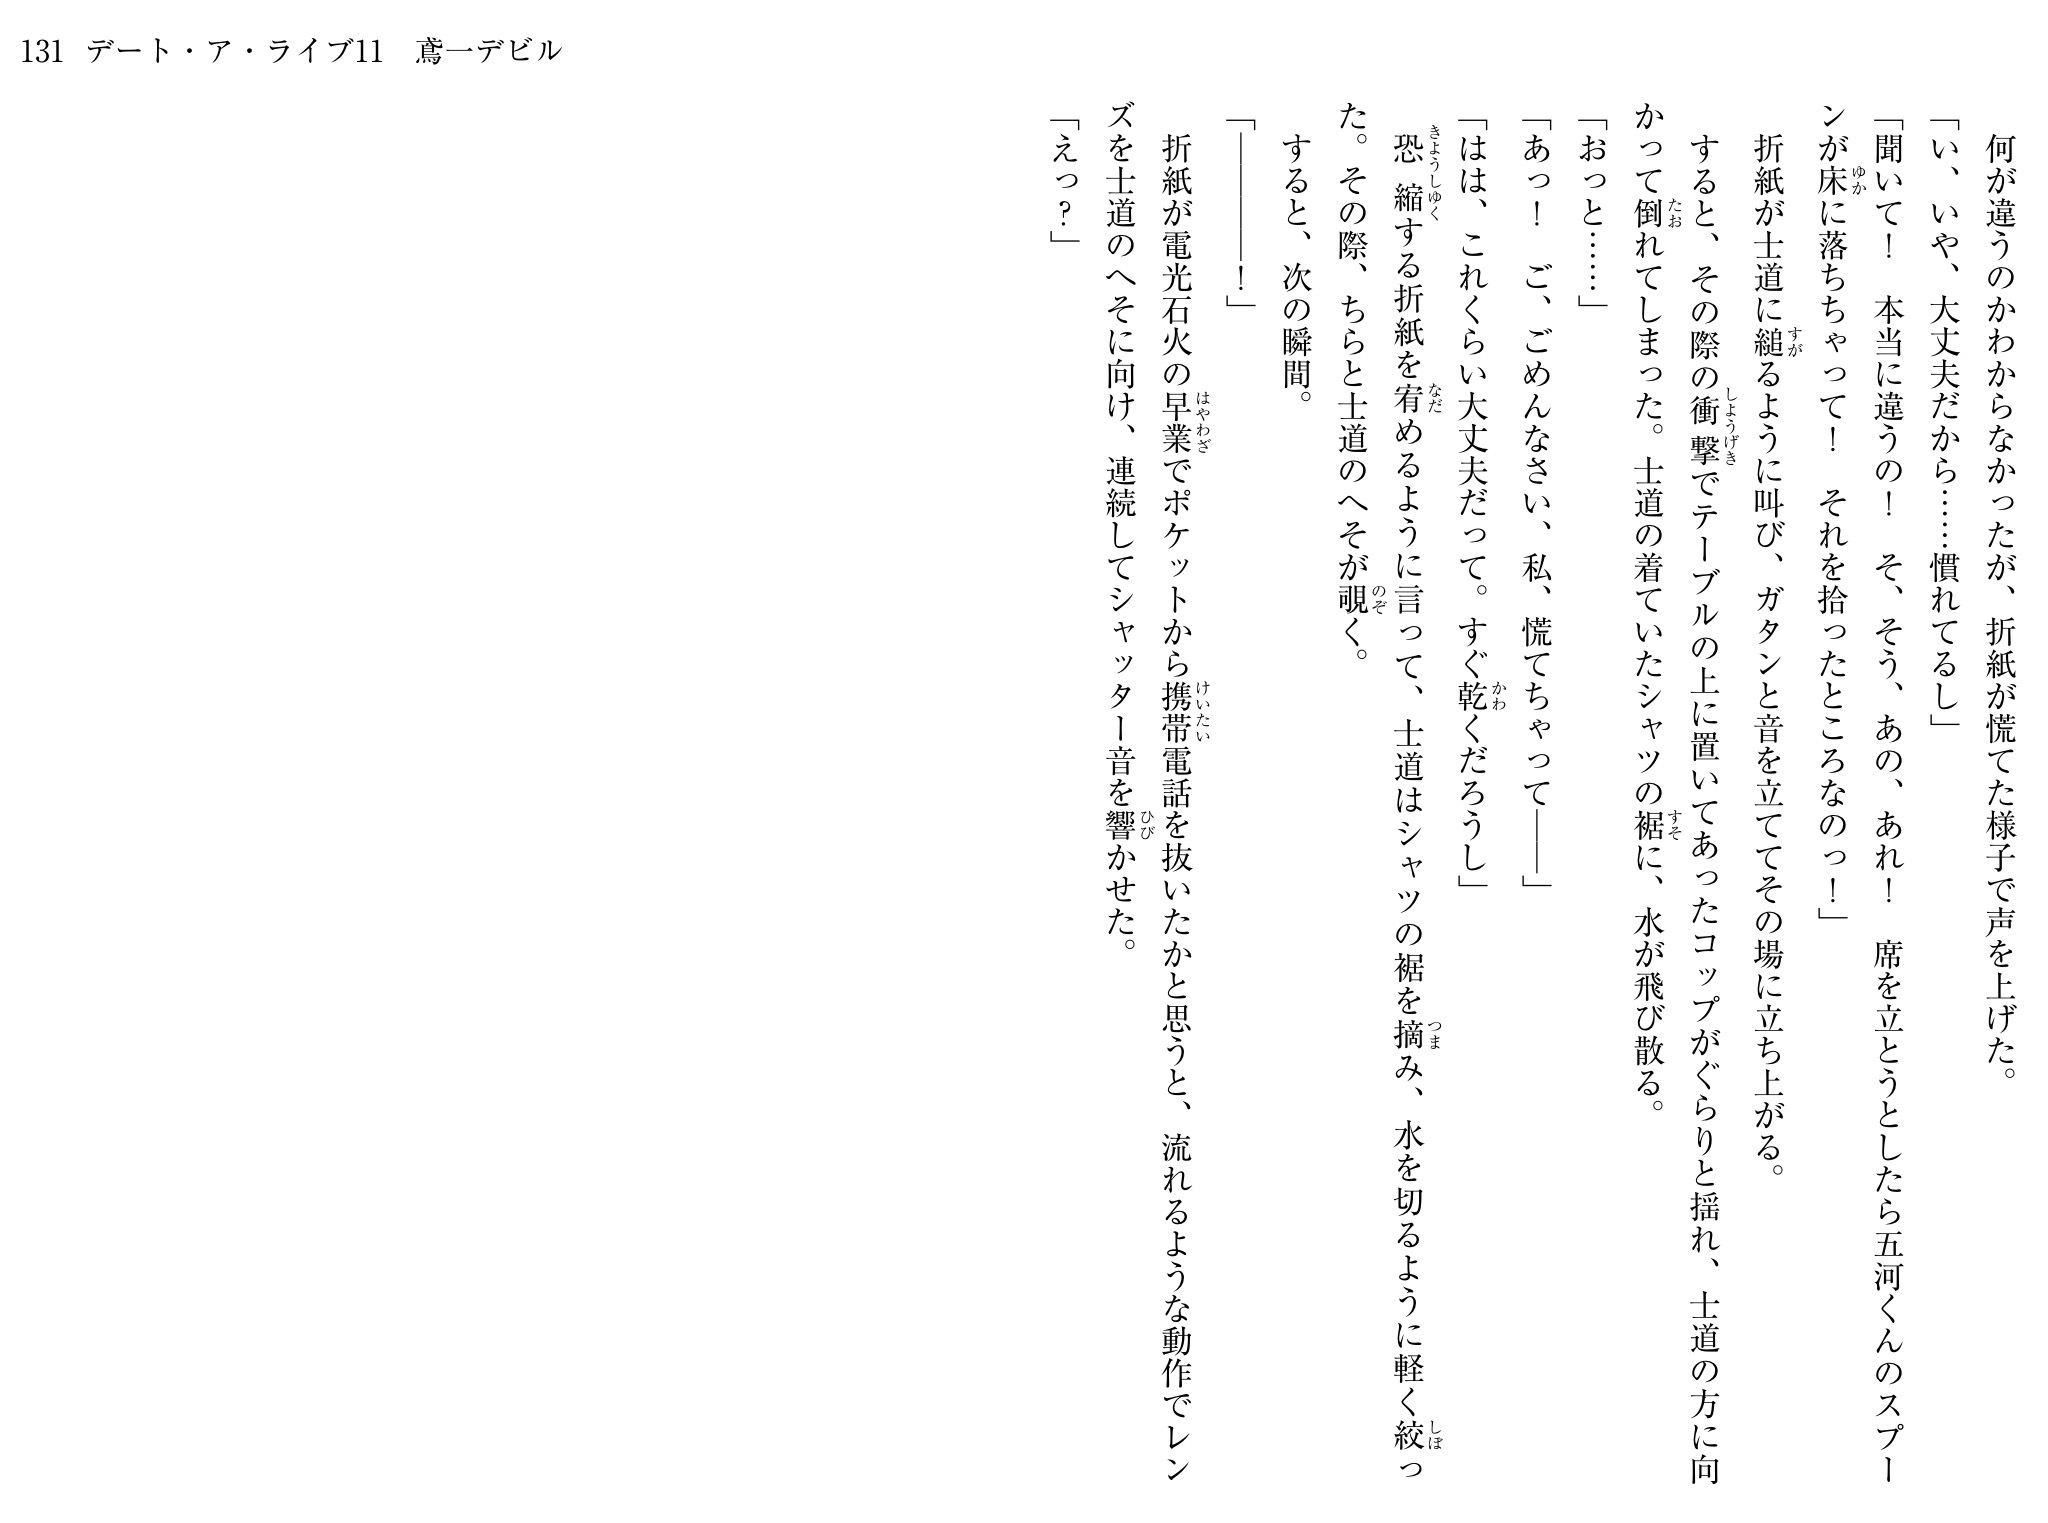 131 デート・ア・ライブ11　鳶一デビル
　何が違うのかわからなかったが、折紙が慌てた様子で声を上げた。
「い、いや、大丈夫だから……慣れてるし」
「聞いて！　本当に違うの！　そ、そう、あの、あれ！　席を立とうとしたら五河くんのスプー
ンが床に落ちちゃって！　それを拾ったところなのっ！」
　折紙が士道に縋るように叫び、ガタンと音を立ててその場に立ち上がる。
　すると、その際の衝撃でテーブルの上に置いてあったコップがぐらりと揺れ、士道の方に向
かって倒れてしまった。士道の着ていたシャツの裾に、水が飛び散る。
「おっと……」
「あっ！　ご、ごめんなさい、私、慌てちゃって――」
「はは、これくらい大丈夫だって。すぐ乾くだろうし」
　恐縮する折紙を宥めるように言って、士道はシャツの裾を摘み、水を切るように軽く絞っ
た。その際、ちらと士道のへそが覗く。
　すると、次の瞬間。
「――――！」
　折紙が電光石火の早業でポケットから携帯電話を抜いたかと思うと、流れるような動作でレン
ズを士道のへそに向け、連続してシャッター音を響かせた。
「えっ？」